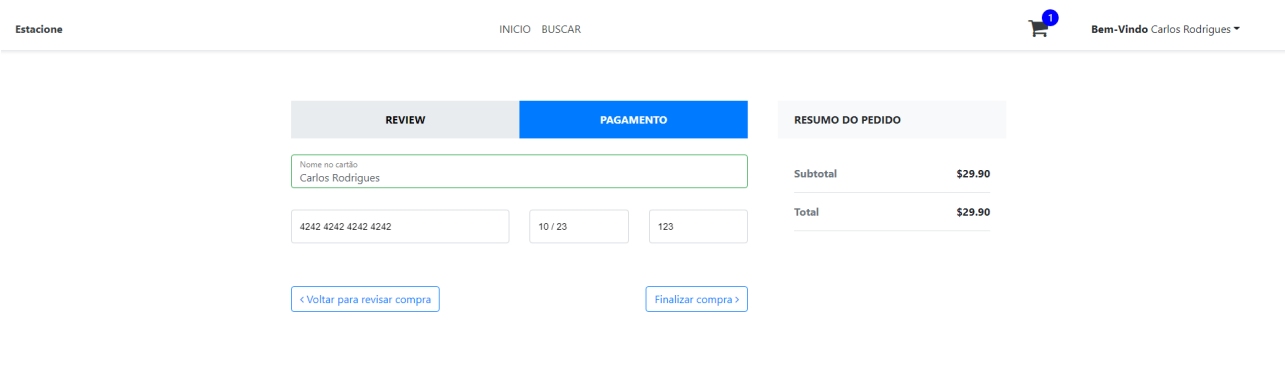 Estacione
INICIO BUSCAR
1
Bem-Vindo Carlos Rodrigues
REVIEW
PAGAMENTO
Nome no cartão
Carlos Rodrigues
4242 4242 4242 4242
10 / 23
123
< Voltar para revisar compra
Finalizar compra >
RESUMO DO PEDIDO
Subtotal $29.90
Total $29.90